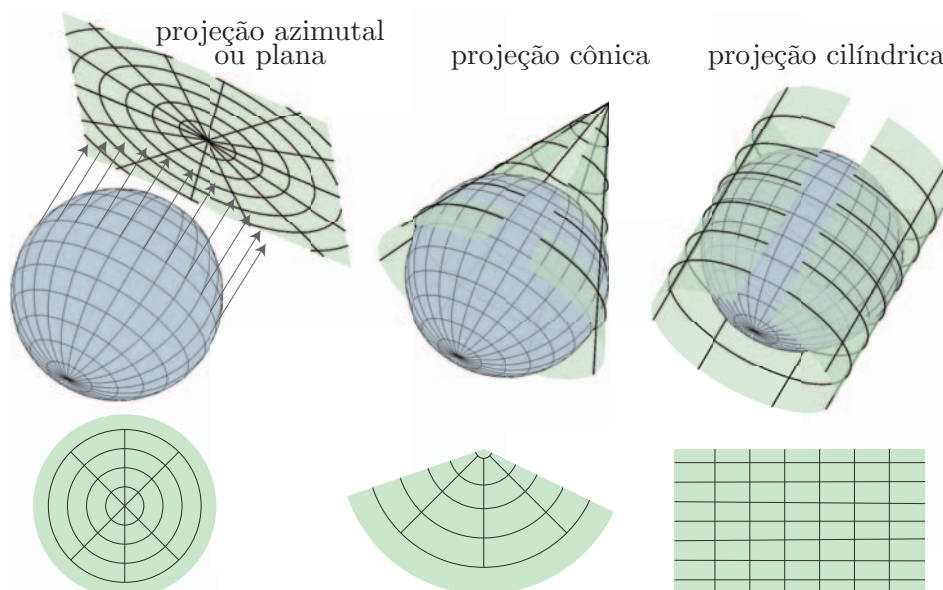 projeção azimutal
ou plana
projeção cônica
projeção cilíndrica